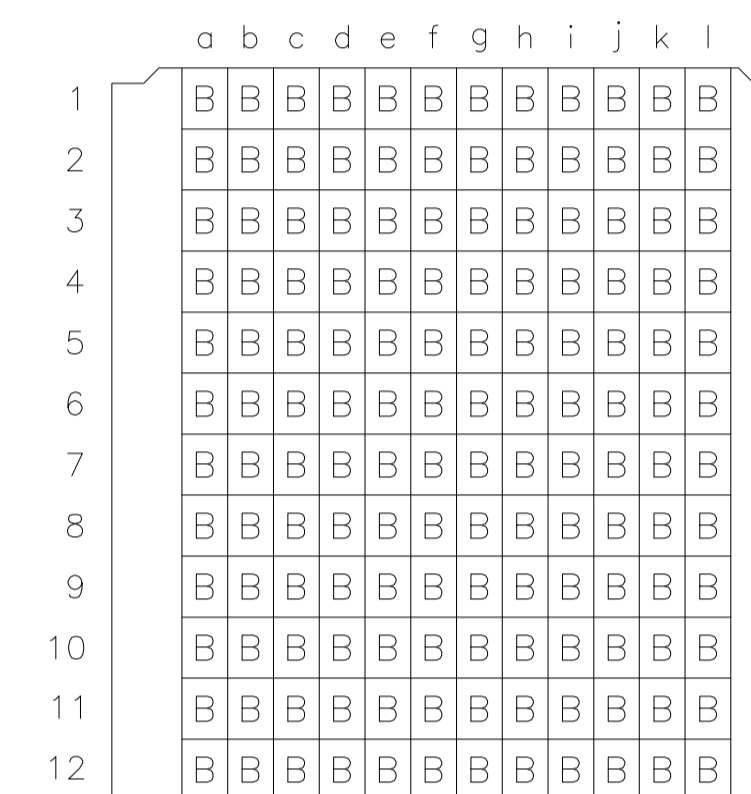 a b c d e f g h i j k l
1 B B B B B B B B B B B B
2 B B B B B B B B B B B B
3 B B B B B B B B B B B B
4 B B B B B B B B B B B B
5 B B B B B B B B B B B B
6 B B B B B B B B B B B B
7 B B B B B B B B B B B B
8 B B B B B B B B B B B B
9 B B B B B B B B B B B B
10 B B B B B B B B B B B B
11 B B B B B B B B B B B B
12 B B B B B B B B B B B B